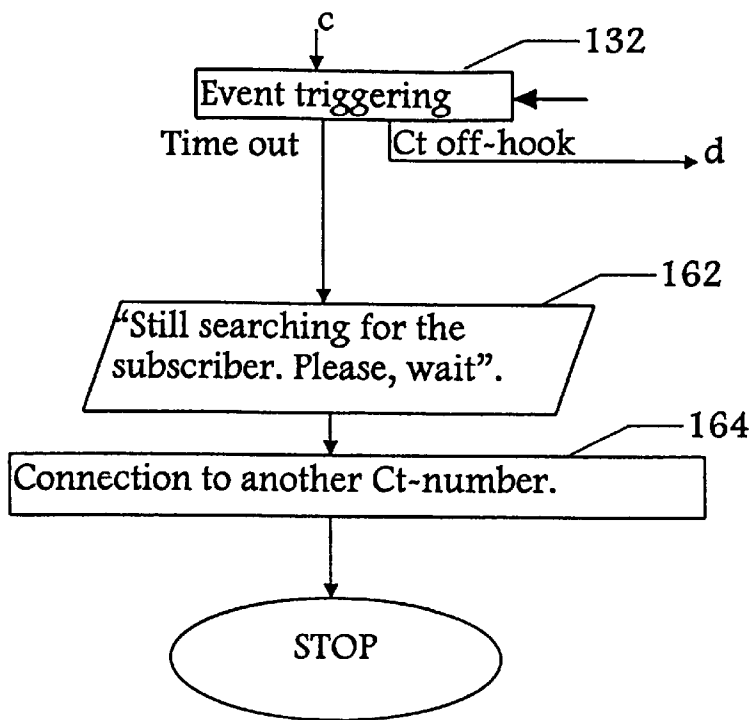 c
132
Event triggering
Time out
Ct off-hook
d
162
“Still searching for the
subscriber. Please, wait”.
164
Connection to another Ct-number.
STOP